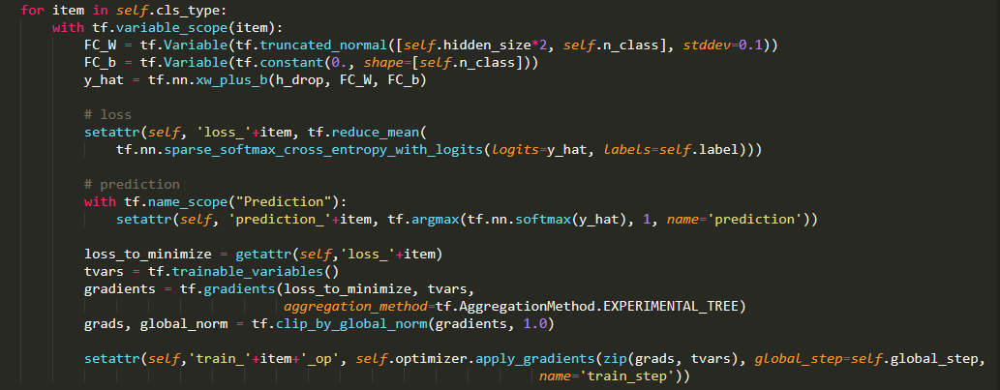 for item in self.cls_type:
    with tf.variable_scope(item):
        FC_W = tf.Variable(tf.truncated_normal([self.hidden_size*2, self.n_class], stddev=0.1))
        FC_b = tf.Variable(tf.constant(0., shape=[self.n_class]))
        y_hat = tf.nn.xw_plus_b(h_drop, FC_W, FC_b)

        # loss
        setattr(self, 'loss_'+item, tf.reduce_mean(
            tf.nn.sparse_softmax_cross_entropy_with_logits(logits=y_hat, labels=self.label)))

        # prediction
        with tf.name_scope("Prediction"):
            setattr(self, 'prediction_'+item, tf.argmax(tf.nn.softmax(y_hat), 1, name='prediction'))

        loss_to_minimize = getattr(self,'loss_'+item)
        tvars = tf.trainable_variables()
        gradients = tf.gradients(loss_to_minimize, tvars,
                                 aggregation_method=tf.AggregationMethod.EXPERIMENTAL_TREE)
        grads, global_norm = tf.clip_by_global_norm(gradients, 1.0)

        setattr(self,'train_'+item+'_op', self.optimizer.apply_gradients(zip(grads, tvars), global_step=self.global_step,
                                                                 name='train_step'))